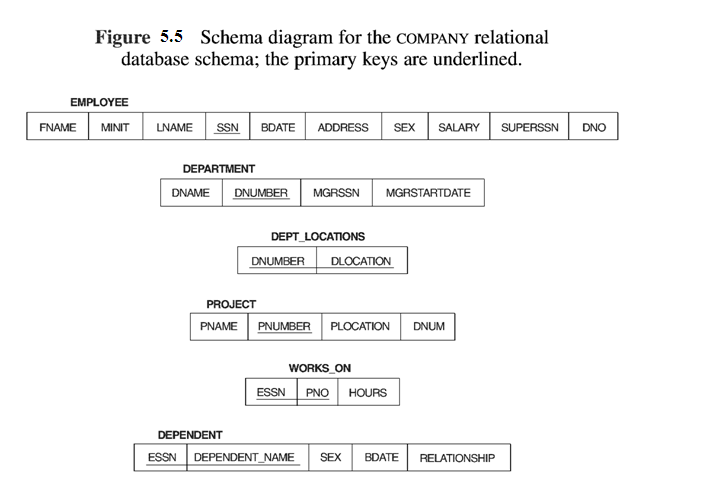 Figure 5.5 Schema diagram for the COMPANY relational
database schema; the primary keys are underlined.
EMPLOYEE
FNAME MINIT LNAME SSN BDATE ADDRESS SEX SALARY SUPERSSN DNO
DEPARTMENT
DNAME DNUMBER MGRSSN MGRSTARTDATE
DEPT_LOCATIONS
DNUMBER DLOCATION
PROJECT
PNAME PNUMBER PLOCATION DNUM
WORKS_ON
ESSN PNO HOURS
DEPENDENT
ESSN DEPENDENT_NAME SEX BDATE RELATIONSHIP